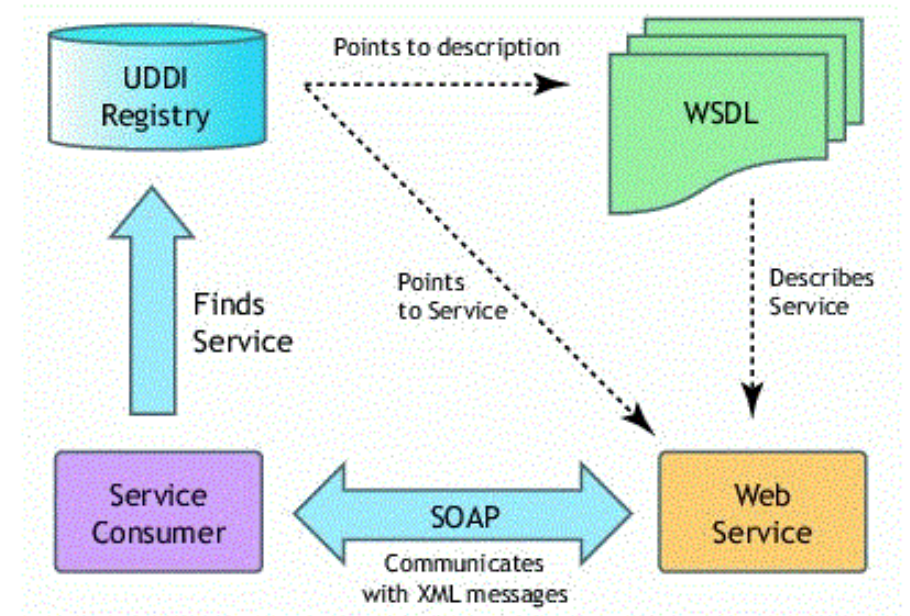 UDDI
Registry
Points to description
WSDL
Finds
Service
Points
to Service
Describes
Service
Service
Consumer
SOAP
Communicates
with XML messages
Web
Service